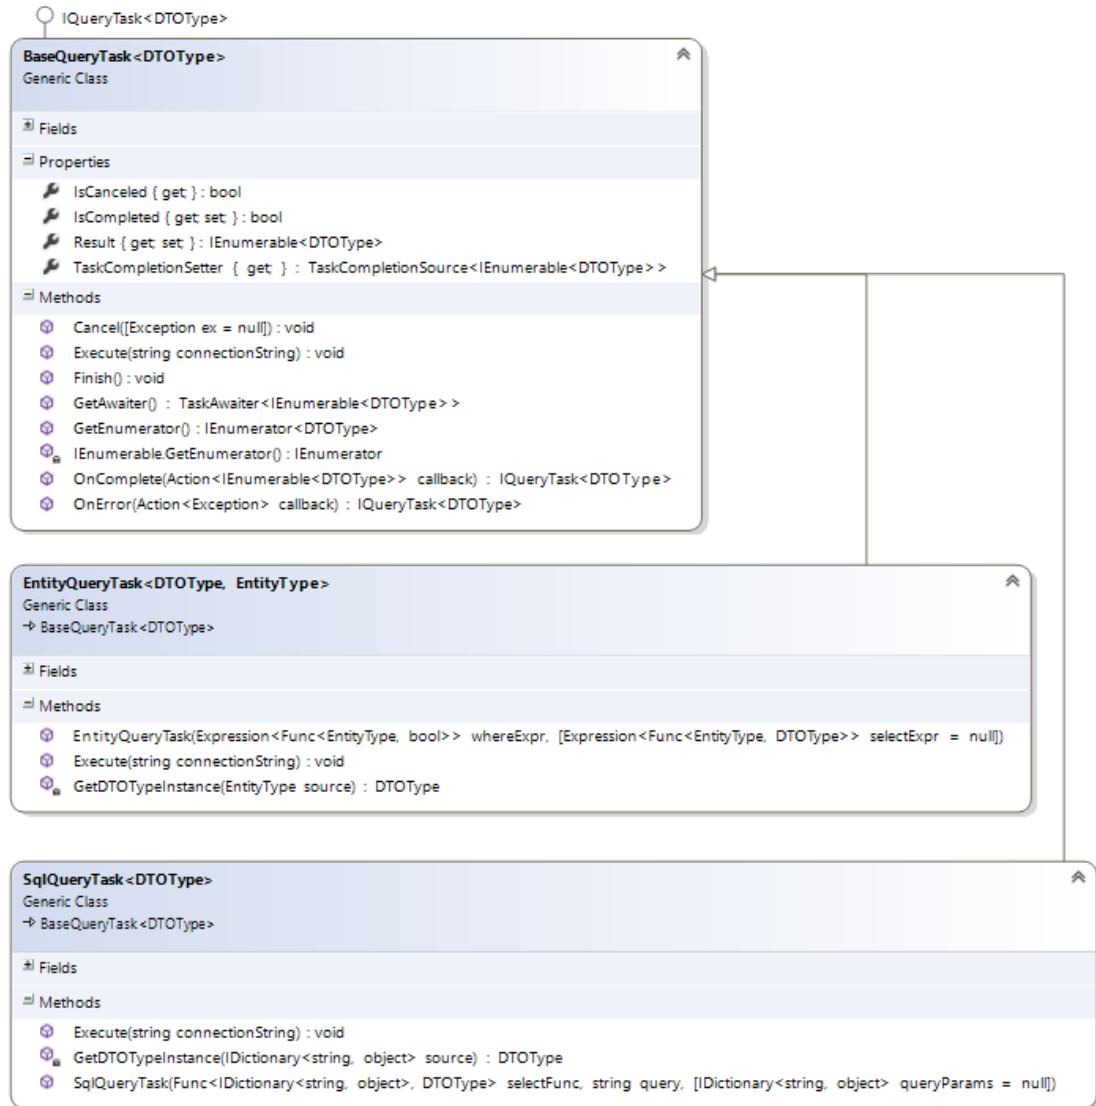 IQueryTask<DTOType>
BaseQueryTask<DTOType>
Generic Class
Fields
Properties
IsCanceled { get; } : bool
IsCompleted { get; set; } : bool
Result { get; set; } : IEnumerable<DTOType>
TaskCompletionSetter { get; } : TaskCompletionSource<IEnumerable<DTOType>>
Methods
Cancel([Exception ex = null]) : void
Execute(string connectionString) : void
Finish() : void
GetAwaiter() : TaskAwaiter<IEnumerable<DTOType>>
GetEnumerator() : IEnumerator<DTOType>
IEnumerable.GetEnumerator() : IEnumerator
OnComplete(Action<IEnumerable<DTOType>> callback) : IQueryTask<DTOType>
OnError(Action<Exception> callback) : IQueryTask<DTOType>
EntityQueryTask<DTOType, EntityType>
Generic Class
BaseQueryTask<DTOType>
Fields
Methods
EntityQueryTask(Expression<Func<EntityType, bool>> whereExpr, [Expression<Func<EntityType, DTOType>> selectExpr = null])
Execute(string connectionString) : void
GetDTOTypeInstance(EntityType source) : DTOType
SqlQueryTask<DTOType>
Generic Class
BaseQueryTask<DTOType>
Fields
Methods
Execute(string connectionString) : void
GetDTOTypeInstance(IDictionary<string, object> source) : DTOType
SqlQueryTask(Func<IDictionary<string, object>, DTOType> selectFunc, string query, [IDictionary<string, object> queryParams = null])